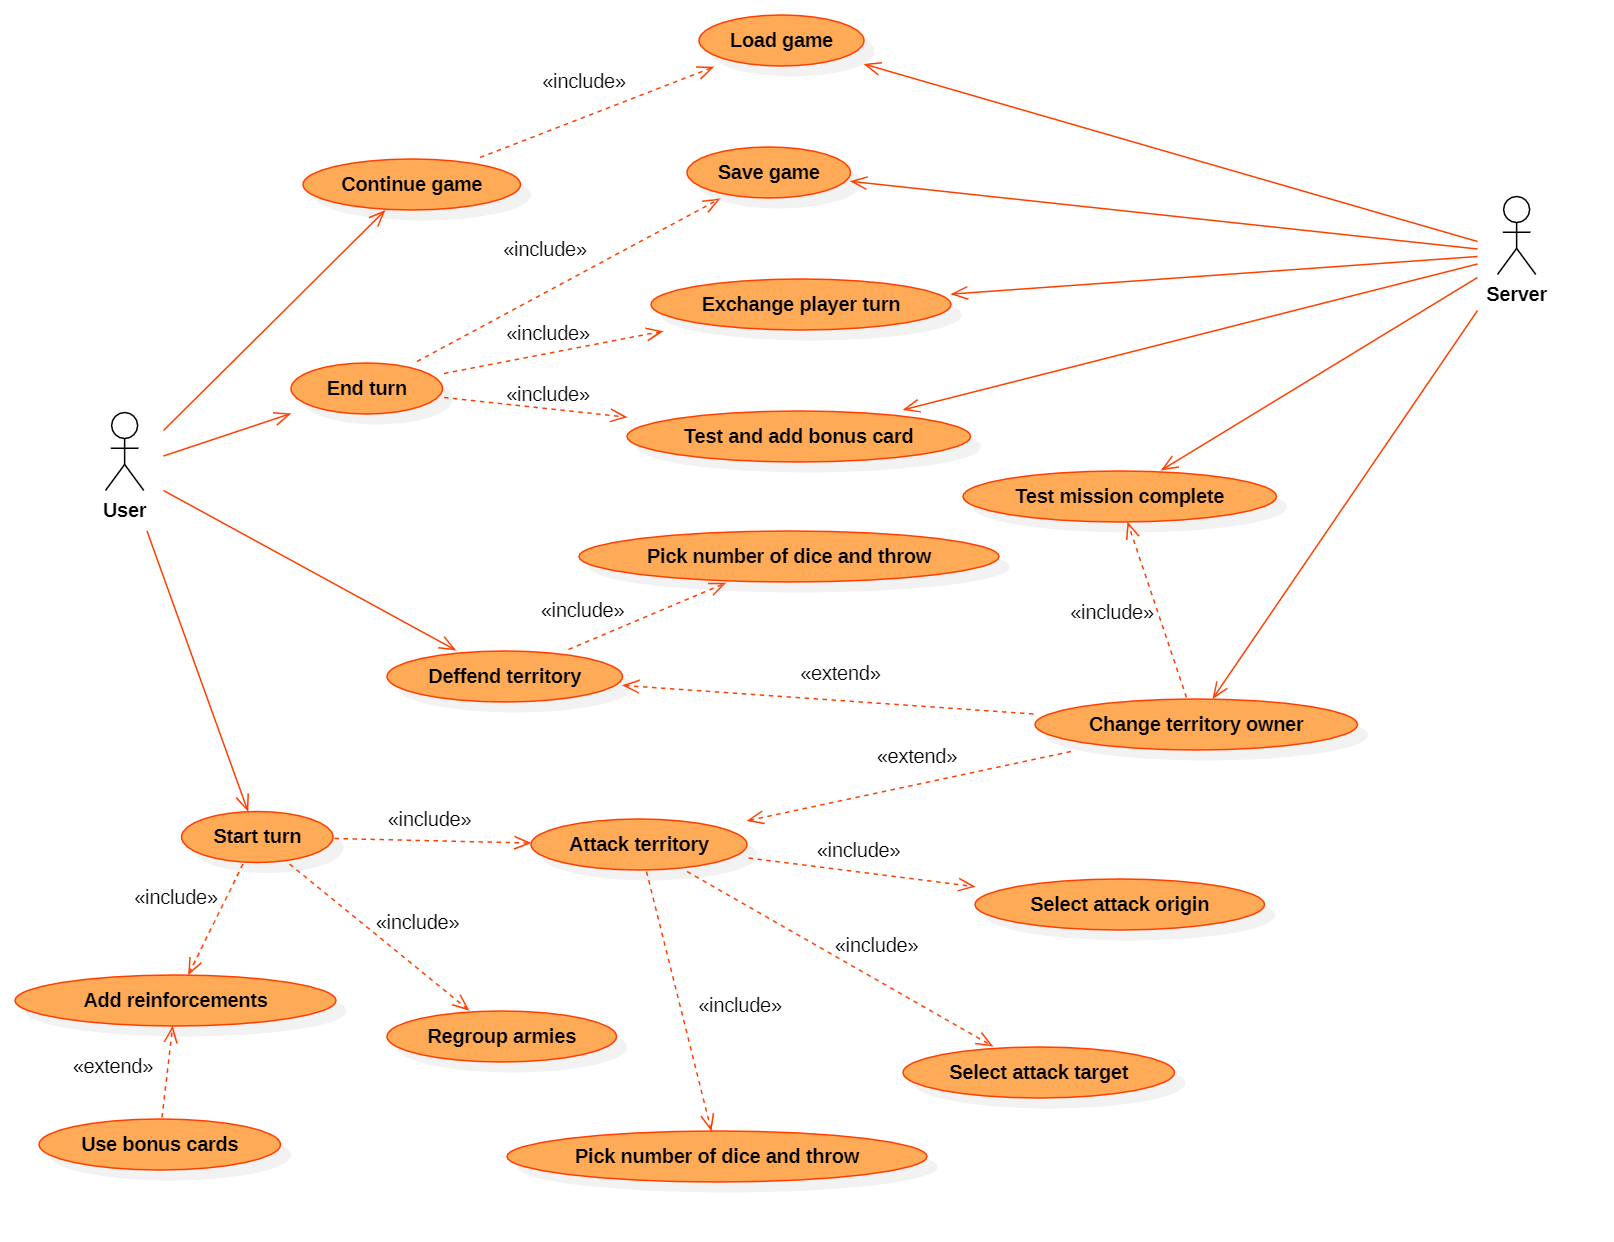 Load game
«include»
Continue game
Save game
«include»
Server
Exchange player turn
«include»
End turn
«include»
Test and add bonus card
Test mission complete
User
Pick number of dice and throw
«include»
«include»
Deffend territory
«extend»
Change territory owner
«extend»
Start turn
«include»
Attack territory
«include»
«include»
Select attack origin
«include»
«include»
Add reinforcements
«include»
Regroup armies
«extend»
Select attack target
Use bonus cards
Pick number of dice and throw